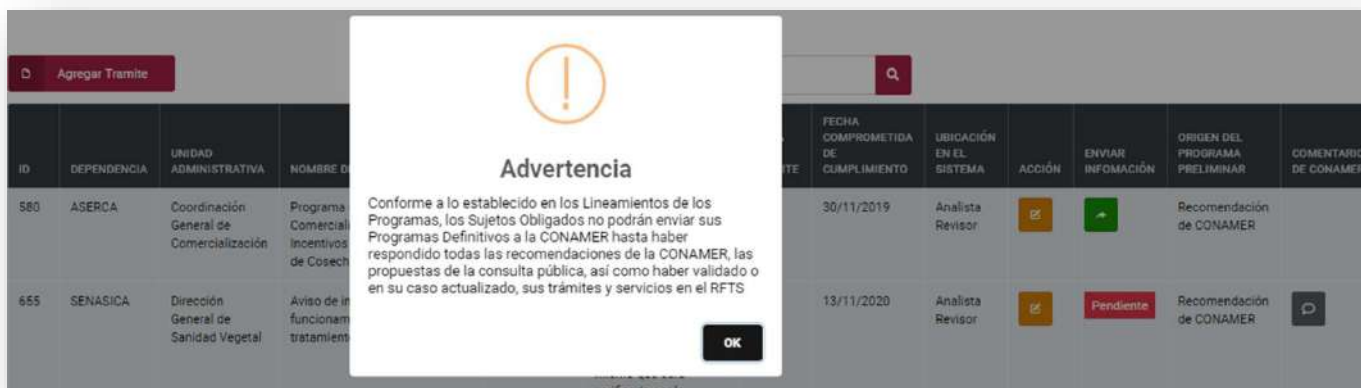 Agregar Tramite
ID
DEPENDENCIA
UNIDAD
ADMINISTRATIVA
NOMBRE
FECHA
COMPROMETIDA
DE
CUMPLIMIENTO
UBICACIÓN
EN EL
SISTEMA
ACCIÓN
ENVIAR
INFOMACIÓN
ORIGEN DEL
PROGRAMA
PRELIMINAR
COMENTARIO
DE CONAMER
Advertencia
Conforme a lo establecido en los Lineamientos de los
Programas, los Sujetos Obligados no podrán enviar sus
Programas Definitivos a la CONAMER hasta haber
respondido todas las recomendaciones de la CONAMER, las
propuestas de la consulta pública, así como haber validado o
en su caso actualizado, sus trámites y servicios en el RFTS
OK
580
ASERCA
Coordinación
General de
Comercialización
Programa
Comerciali
Incentivos
de Cosech
30/11/2019
Analista
Revisor
Recomendación
de CONAMER
655
SENASICA
Dirección
General de
Sanidad Vegetal
Aviso de in
funcionam
tratamient
13/11/2020
Analista
Revisor
Pendiente
Recomendación
de CONAMER